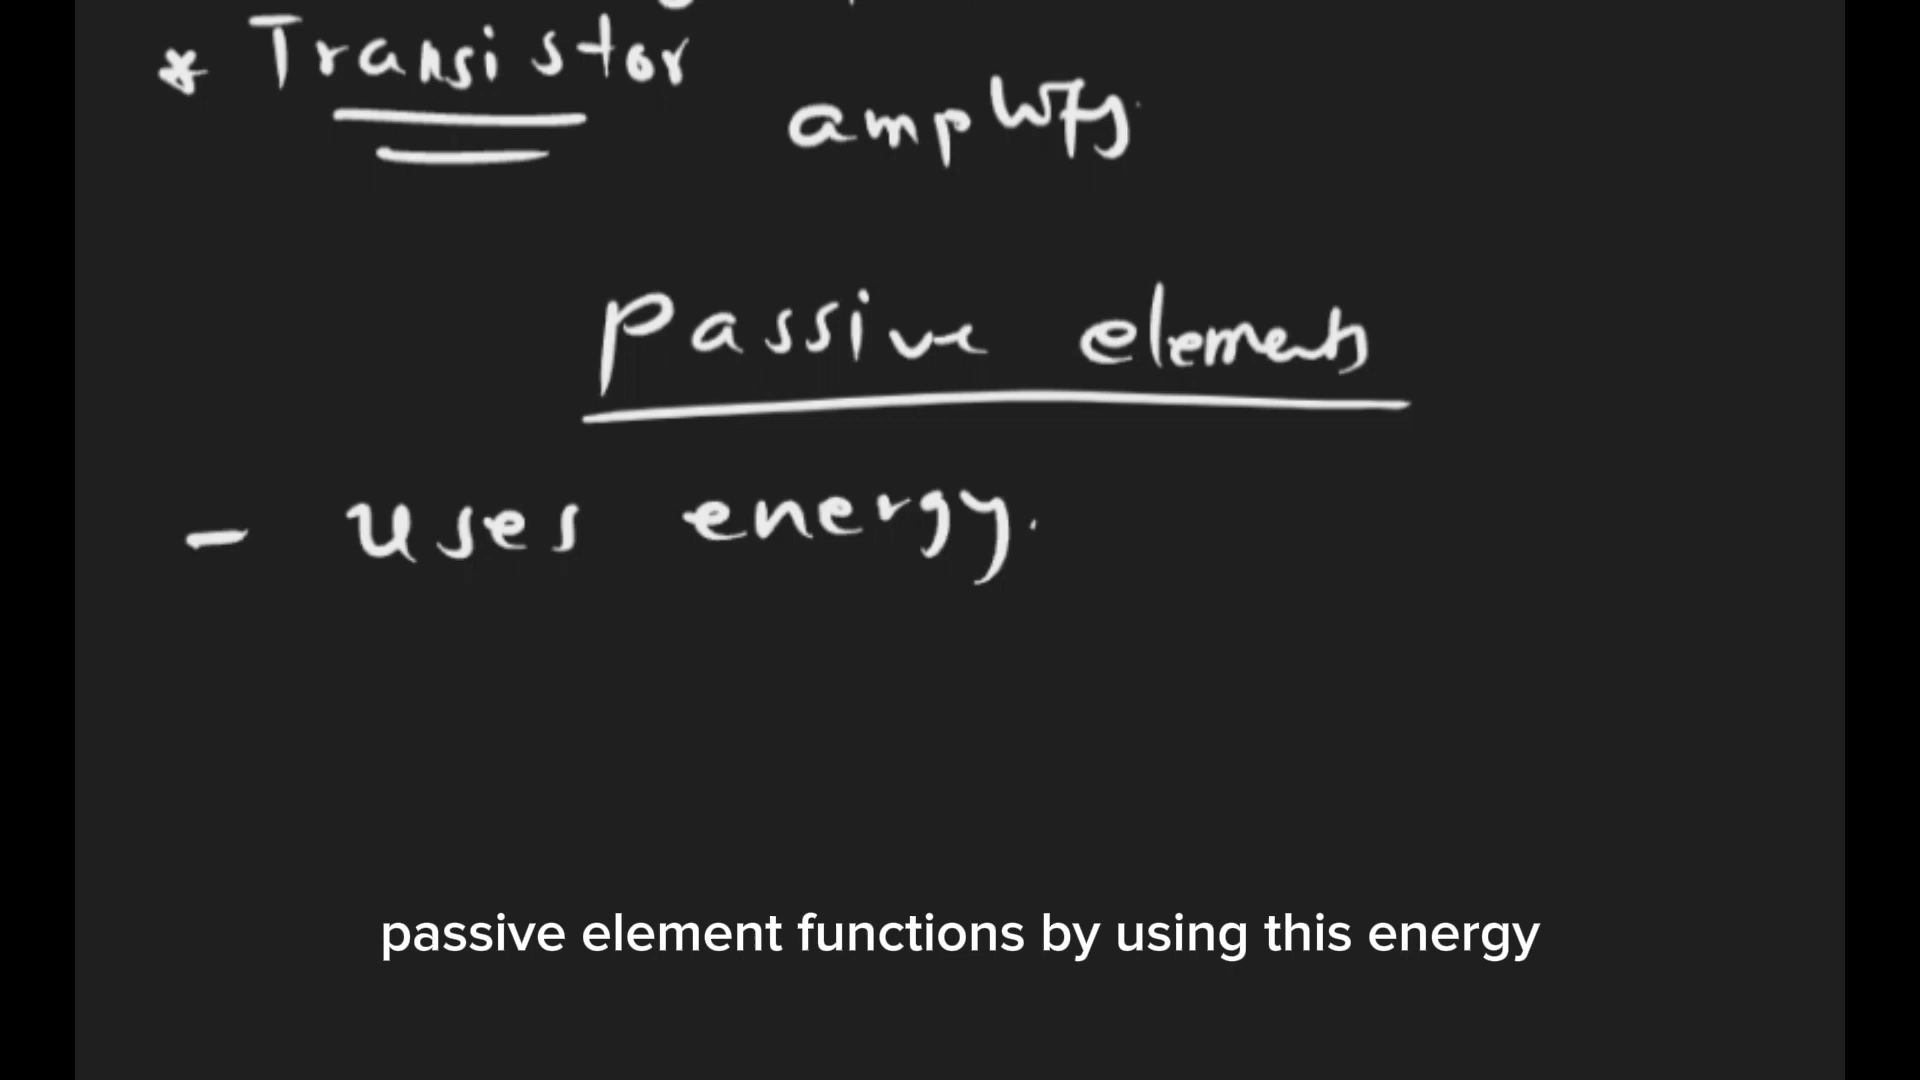 * Transistor
amplify.
Passive elements
- uses energy.
passive element functions by using this energy